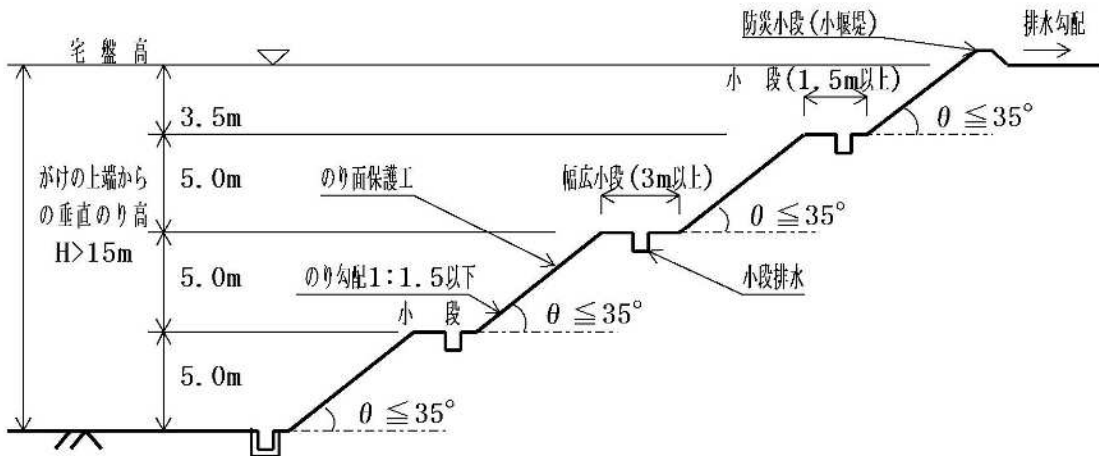 防災小段(小堰堤)
排水勾配
宅盤高
小 段(1.5m以上)
3.5m
θ ≦35°
がけの上端から
の垂直のり高
H>15m
5.0m
のり面保護工
幅広小段(3m以上)
θ ≦35°
5.0m
のり勾配1:1.5以下
小段排水
小 段
θ ≦35°
5.0m
θ ≦35°